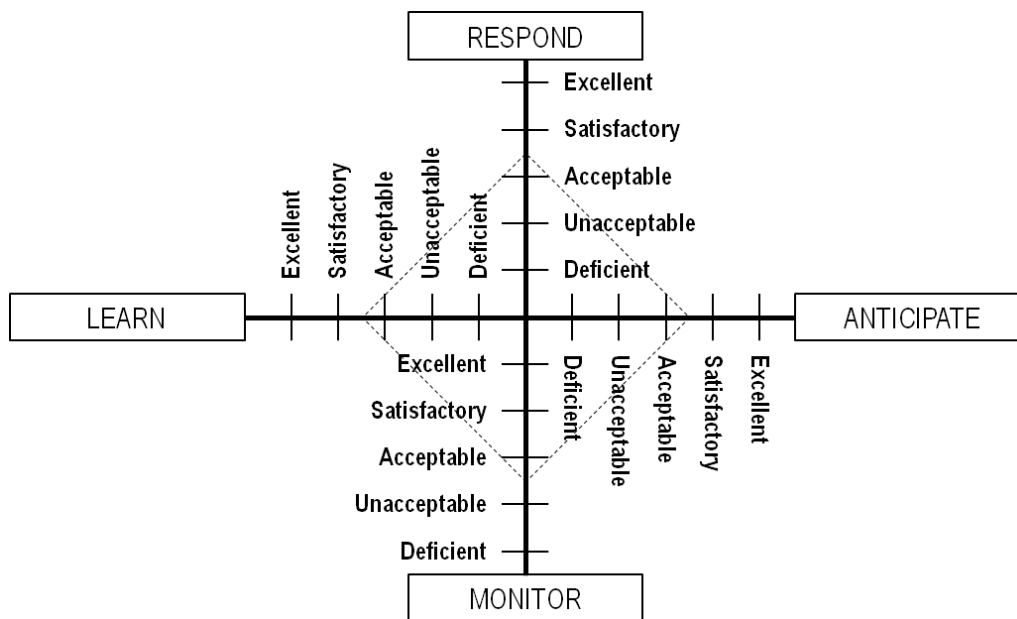 RESPOND
Excellent
Satisfactory
Acceptable
Unacceptable
Deficient
Excellent
Satisfactory
Acceptable
Unacceptable
Deficient
LEARN
ANTICIPATE
Excellent
Satisfactory
Acceptable
Unacceptable
Deficient
Deficient
Unacceptable
Acceptable
Satisfactory
Excellent
MONITOR